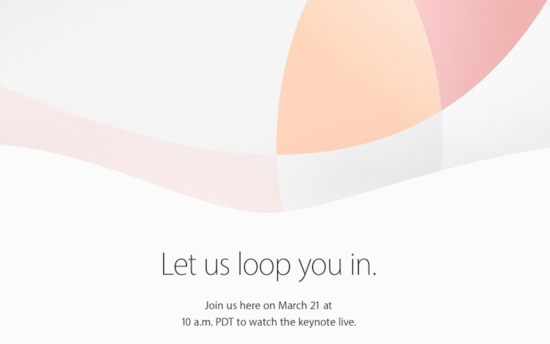 Let us loop you in.
Join us here on March 21 at
10 a.m. PDT to watch the keynote live.